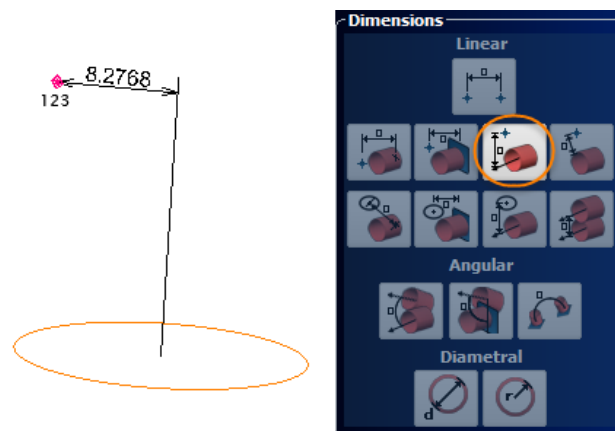 8.2768
123
Dimensions
Linear
Angular
Diametral
d
r